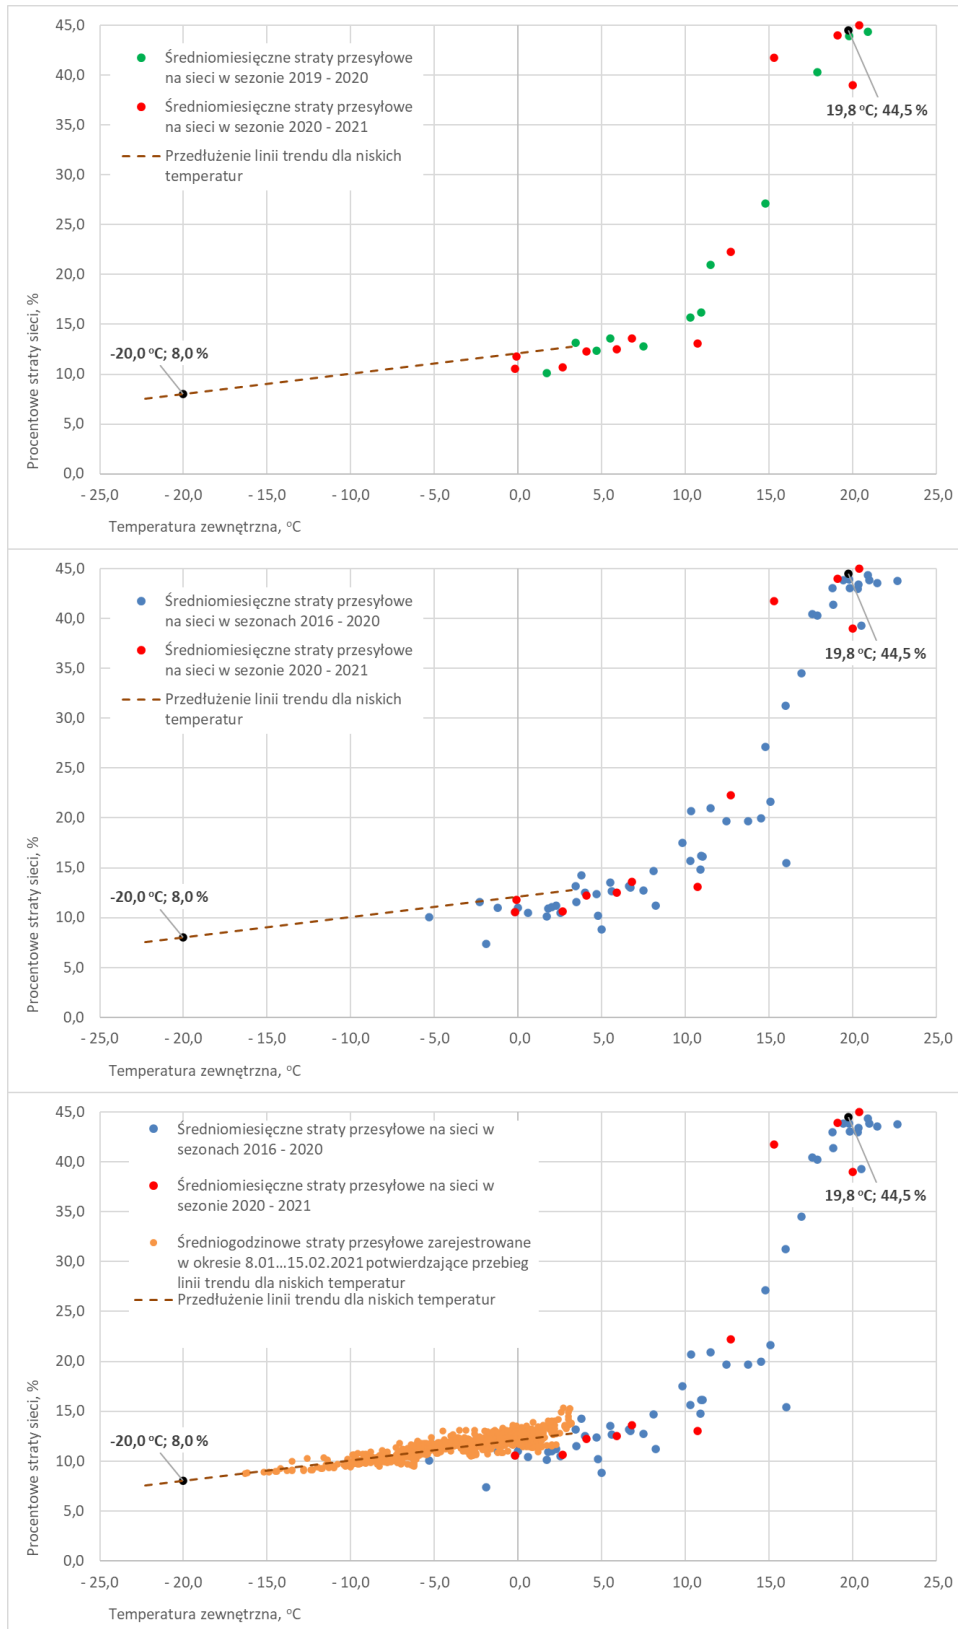 45,0
40,0
35,0
30,0
25,0
20,0
15,0
10,0
5,0
0,0
Procentowe straty sieci, %
Średniomiesięczne straty przesyłowe
na sieci w sezonie 2019 - 2020
Średniomiesięczne straty przesyłowe
na sieci w sezonie 2020 - 2021
Przedłużenie linii trendu dla niskich
temperatur
19,8 ºC; 44,5 %
-20,0 ºC; 8,0 %
- 25,0 - 20,0 - 15,0 - 10,0 - 5,0 0,0 5,0 10,0 15,0 20,0 25,0
Temperatura zewnętrzna, ºC
45,0
40,0
35,0
30,0
25,0
20,0
15,0
10,0
5,0
0,0
Procentowe straty sieci, %
Średniomiesięczne straty przesyłowe
na sieci w sezonach 2016 - 2020
Średniomiesięczne straty przesyłowe
na sieci w sezonie 2020 - 2021
Przedłużenie linii trendu dla niskich
temperatur
19,8 ºC; 44,5 %
-20,0 ºC; 8,0 %
- 25,0 - 20,0 - 15,0 - 10,0 - 5,0 0,0 5,0 10,0 15,0 20,0 25,0
Temperatura zewnętrzna, ºC
45,0
40,0
35,0
30,0
25,0
20,0
15,0
10,0
5,0
0,0
Procentowe straty sieci, %
Średniomiesięczne straty przesyłowe na sieci w
sezonach 2016 - 2020
Średniomiesięczne straty przesyłowe na sieci w
sezonie 2020 - 2021
Średniogodzinowe straty przesyłowe zarejestrowane
w okresie 8.01...15.02.2021 potwierdzające przebieg
linii trendu dla niskich temperatur
Przedłużenie linii trendu dla niskich temperatur
19,8 ºC; 44,5 %
-20,0 ºC; 8,0 %
- 25,0 - 20,0 - 15,0 - 10,0 - 5,0 0,0 5,0 10,0 15,0 20,0 25,0
Temperatura zewnętrzna, ºC